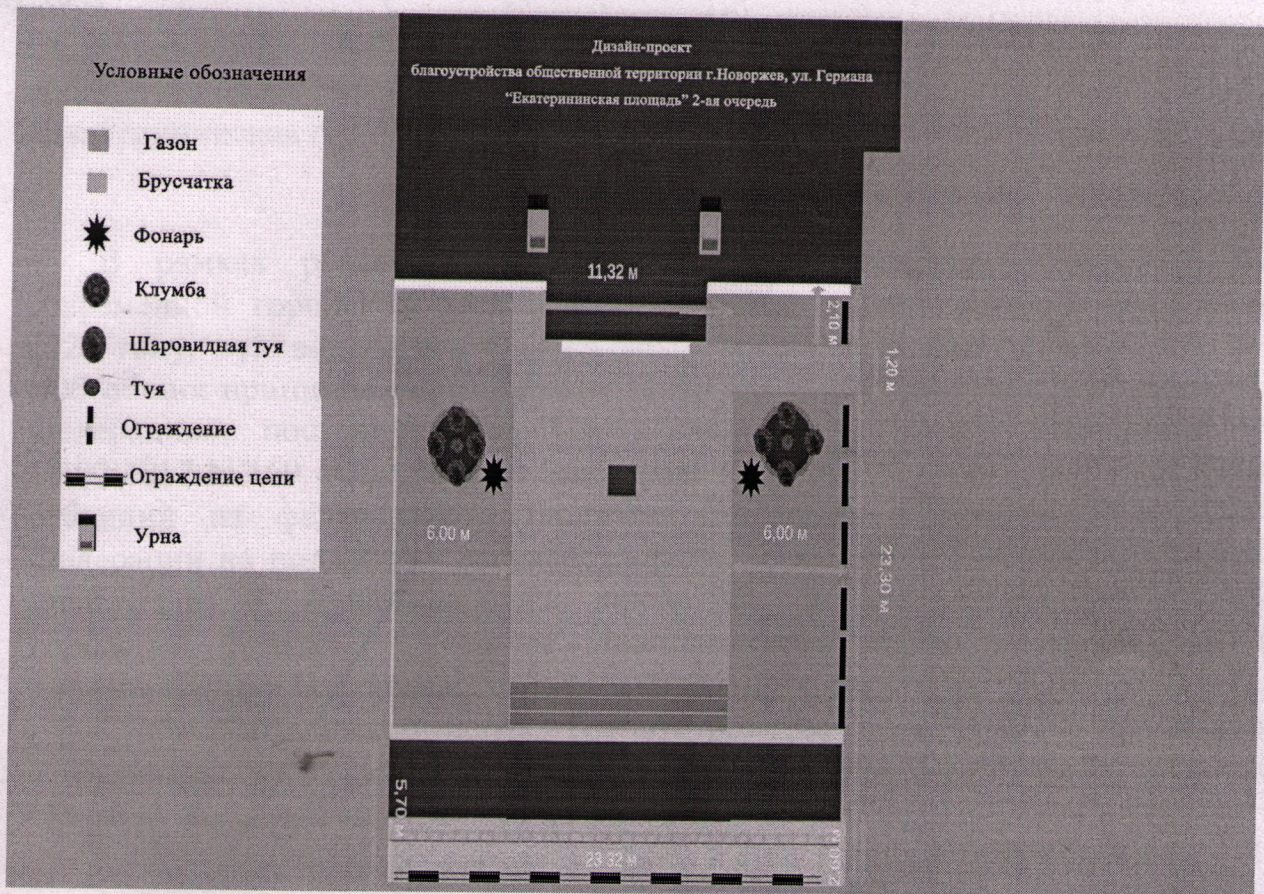 Дизайн-проект
благоустройства общественной территории г.Новоржев, ул. Германа
“Екатерининская площадь” 2-ая очередь
Условные обозначения
Газон
Брусчатка
Фонарь
Клумба
Шаровидная туя
Туя
Ограждение
Ограждение цепи
Урна
11,32 м
2,10 м
1,20 м
6,00 м
6,00 м
23,30 м
5,70 м
23,32 м